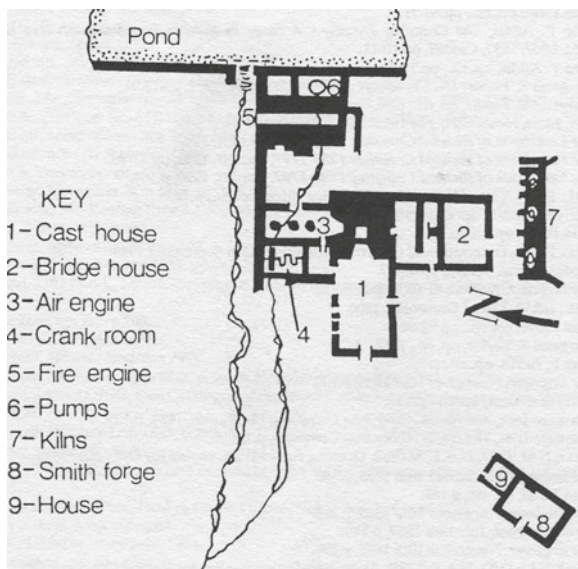 Pond
6
5
KEY
1-Cast house
2-Bridge house
3-Air engine
4-Crank room
5-Fire engine
6-Pumps
7-Kilns
8-Smith forge
9-House
3
2
7
1
4
N
9
8